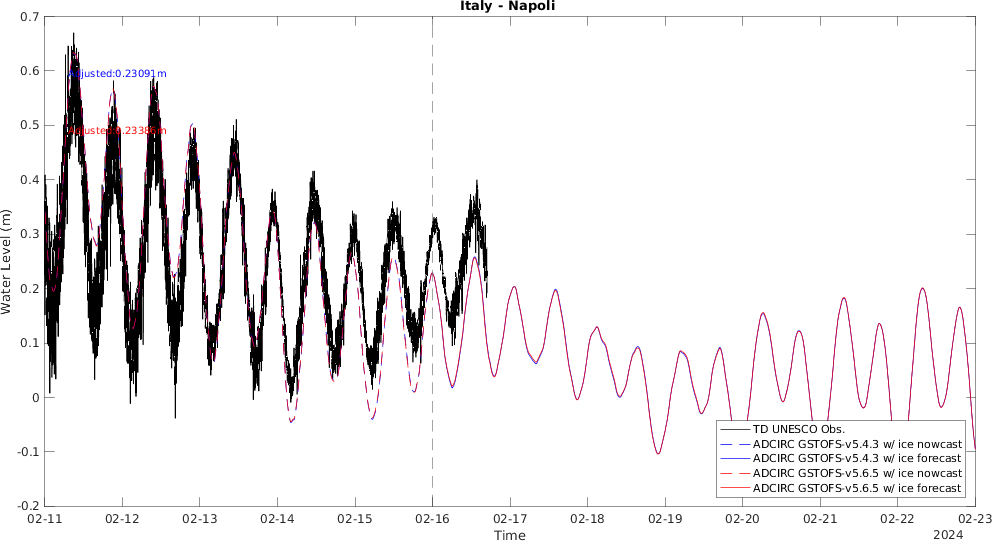 Italy - Napoli
Water Level (m)
0.7
0.6
0.5
0.4
0.3
0.2
0.1
0
-0.1
-0.2
Adjusted:0.23091m
TD UNESCO Obs.
ADCIRC GSTOFS-v5.4.3 w/ ice nowcast
ADCIRC GSTOFS-v5.4.3 w/ ice forecast
ADCIRC GSTOFS-v5.6.5 w/ ice nowcast
ADCIRC GSTOFS-v5.6.5 w/ ice forecast
02-11 02-12 02-13 02-14 02-15 02-16 02-17 02-18 02-19 02-20 02-21 02-22 02-23
Time
2024